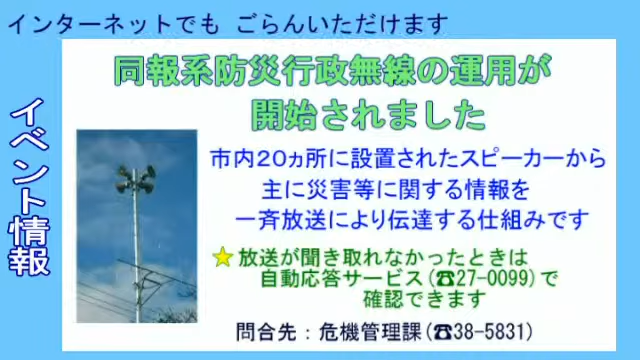 インターネットでも ごらんいただけます
イベント情報
同報系防災行政無線の運用が
開始されました
市内20ヵ所に設置されたスピーカーから
主に災害等に関する情報を
一斉放送により伝達する仕組みです
★放送が聞き取れなかったときは
自動応答サービス(☎27-0099)で
確認できます
問合先：危機管理課(☎38-5831)